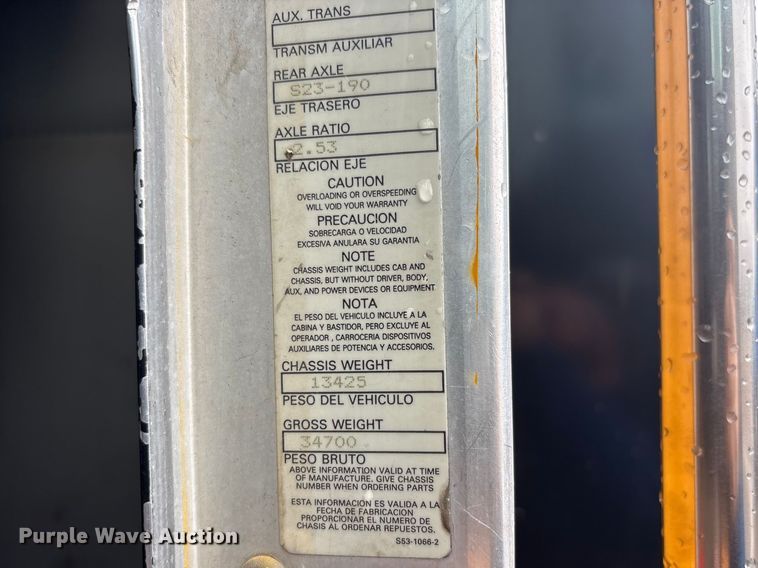 AUX. TRANS
TRANSM AUXILIAR
REAR AXLE
S23-190
EJE TRASERO
AXLE RATIO
2.53
RELACION EJE
CAUTION
OVERLOADING OR OVERSPEEDING
WILL VOID YOUR WARRANTY
PRECAUCION
SOBRECARGA O VELOCIDAD
EXCESIVA ANULARA SU GARANTIA
NOTE
CHASSIS WEIGHT INCLUDES CAB AND
CHASSIS, BUT WITHOUT DRIVER, BODY,
AUX, AND POWER DEVICES OR EQUIPMENT
NOTA
EL PESO DEL VEHICULO INCLUYE A LA
CABINA Y BASTIDOR, PERO EXCLUYE AL
OPERADOR , CARROCERIA DISPOSITIVOS
AUXILIARES DE POTENCIA Y ACCESORIOS.
CHASSIS WEIGHT
13425
PESO DEL VEHICULO
GROSS WEIGHT
34700
PESO BRUTO
ABOVE INFORMATION VALID AT TIME
OF MANUFACTURE. GIVE CHASSIS
NUMBER WHEN ORDERING PARTS
ESTA INFORMACION ES VALIDA A LA
FECHA DE FABRICACION
PROPORCIONAR EL NUMERO DE
CHASIS AL ORDENAR REPUESTOS.
S53-1066-2
Purple Wave Auction